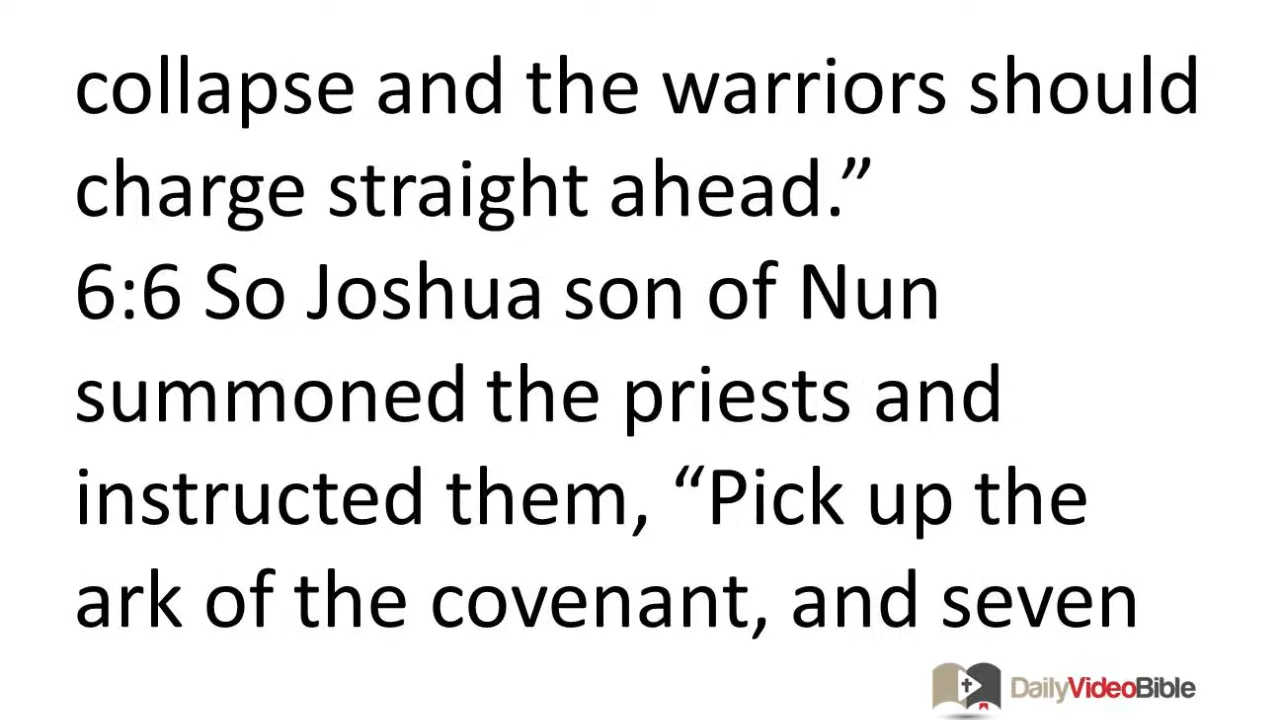 collapse and the warriors should
charge straight ahead.”
6:6 So Joshua son of Nun
summoned the priests and
instructed them, “Pick up the
ark of the covenant, and seven
DailyVideoBible